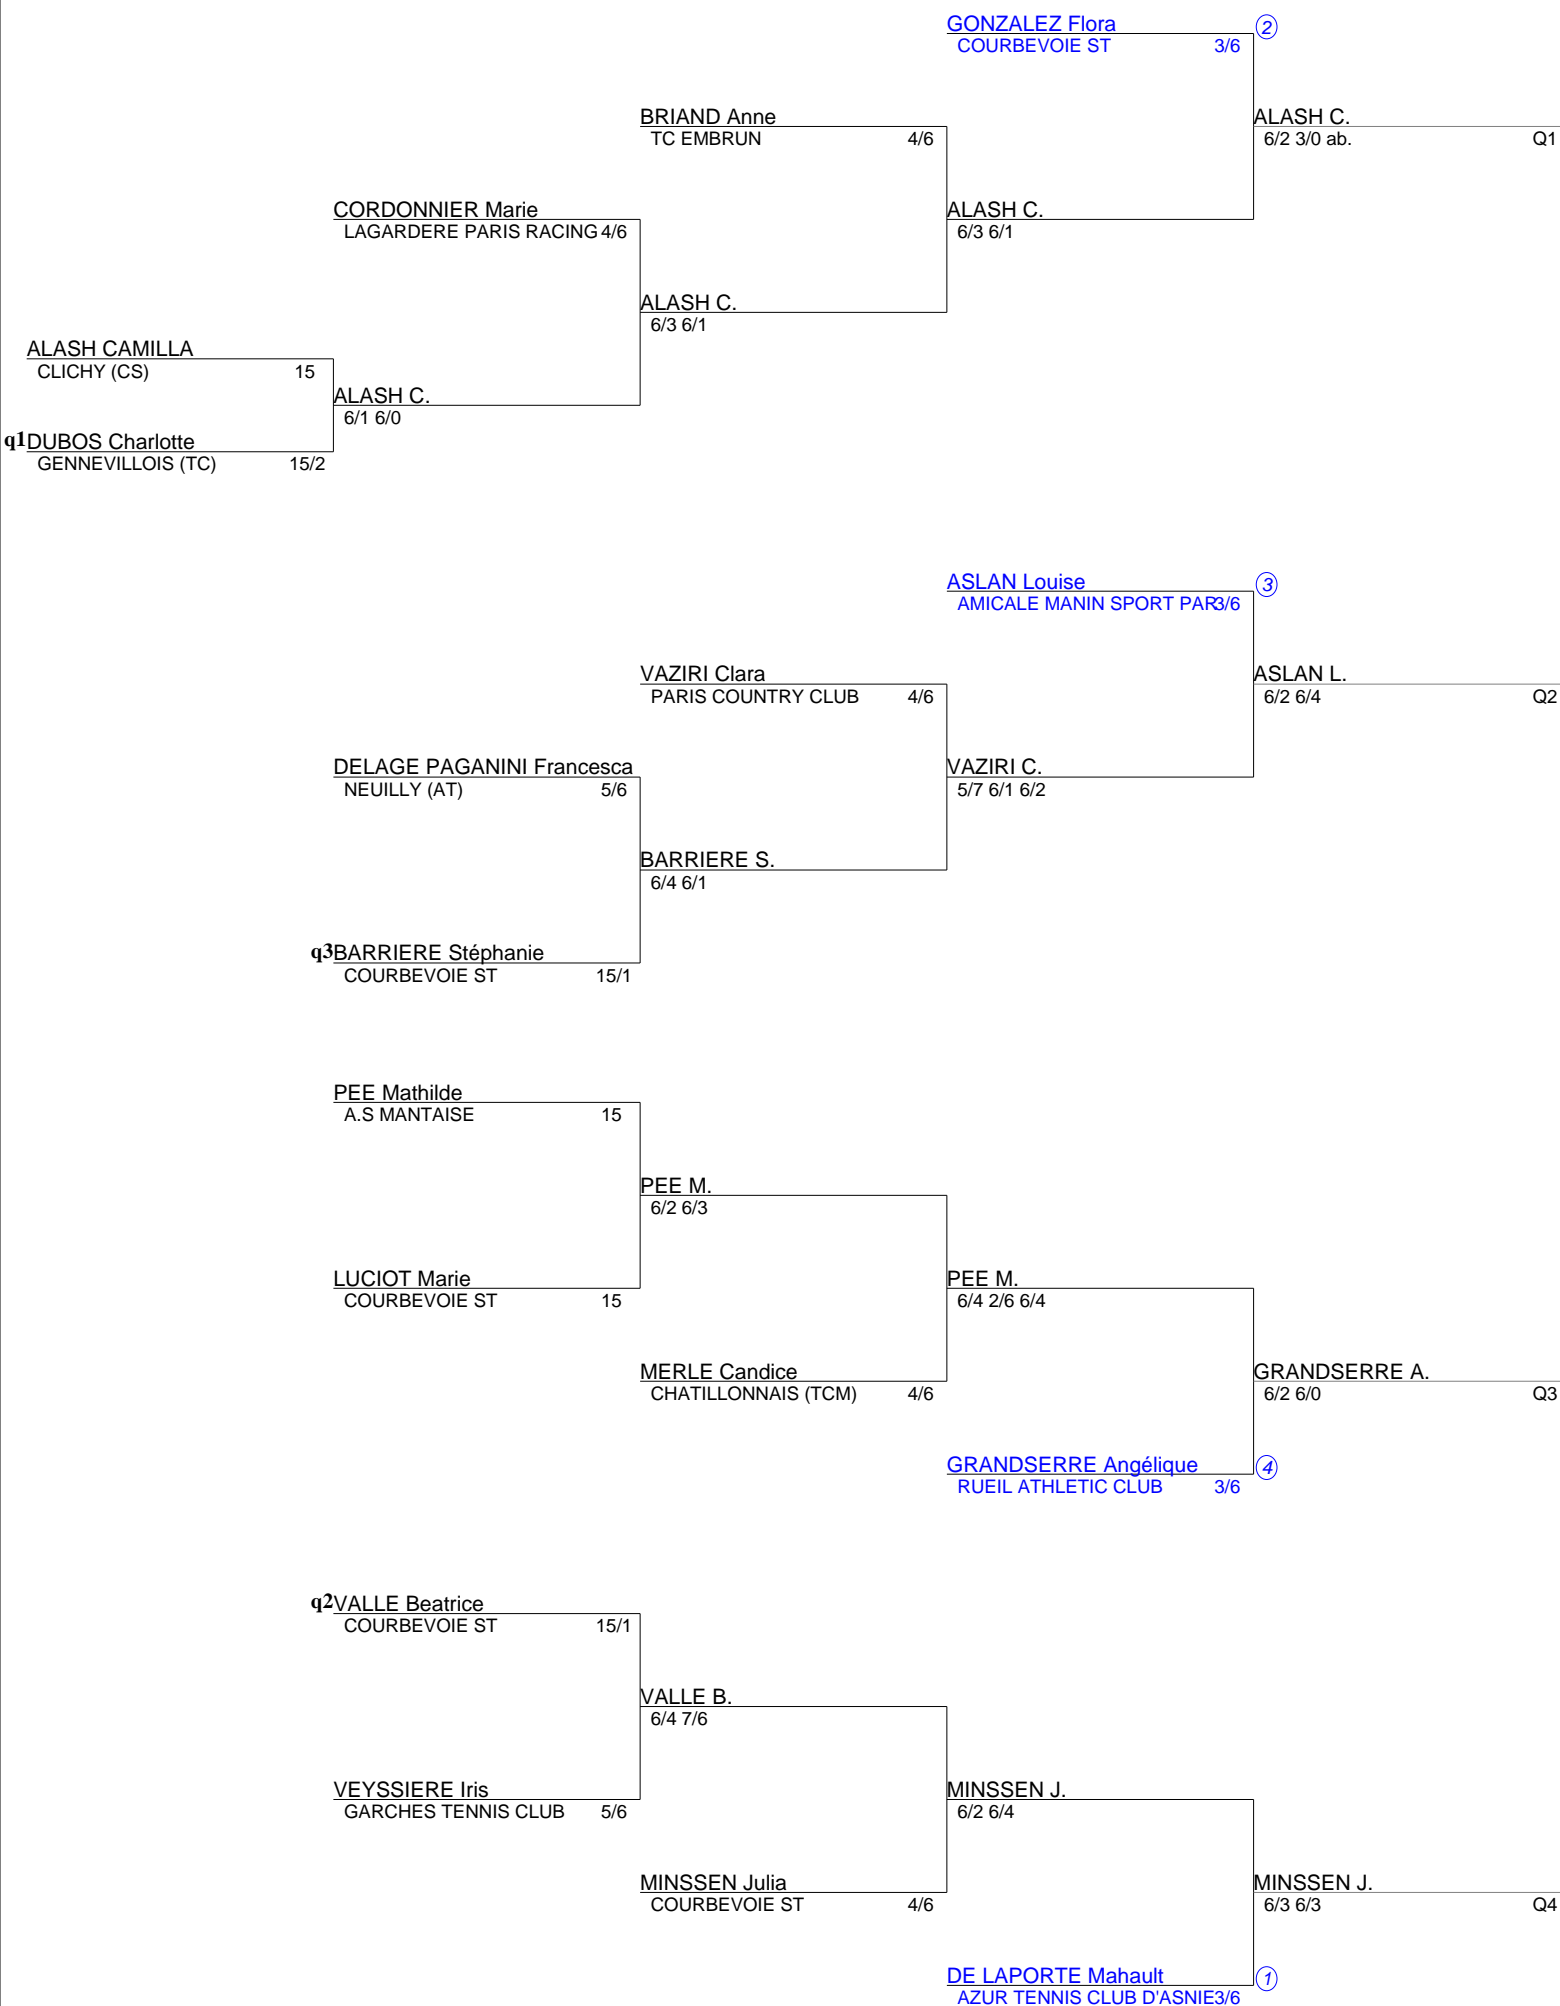 GONZALEZ Flora 2
COURBEVOIE ST 3/6
BRIAND Anne
TC EMBRUN 4/6
ALASH C.
6/2 3/0 ab. Q1
CORDONNIER Marie
LAGARDERE PARIS RACING 4/6
ALASH C.
6/3 6/1
ALASH C.
6/3 6/1
ALASH CAMILLA
CLICHY (CS) 15
ALASH C.
6/1 6/0
q1 DUBOS Charlotte
GENNEVILLOIS (TC) 15/2
ASLAN Louise 3
AMICALE MANIN SPORT PAR 3/6
VAZIRI Clara
PARIS COUNTRY CLUB 4/6
ASLAN L.
6/2 6/4 Q2
DELAGE PAGANINI Francesca
NEUILLY (AT) 5/6
VAZIRI C.
5/7 6/1 6/2
BARRIERE S.
6/4 6/1
q3 BARRIERE Stéphanie
COURBEVOIE ST 15/1
PEE Mathilde
A.S MANTAISE 15
PEE M.
6/2 6/3
LUCIOT Marie
COURBEVOIE ST 15
PEE M.
6/4 2/6 6/4
MERLE Candice
CHATILLONNAIS (TCM) 4/6
GRANDSERRE A.
6/2 6/0 Q3
GRANDSERRE Angélique 4
RUEIL ATHLETIC CLUB 3/6
q2 VALLE Beatrice
COURBEVOIE ST 15/1
VALLE B.
6/4 7/6
VEYSSIERE Iris
GARCHES TENNIS CLUB 5/6
MINSSEN J.
6/2 6/4
MINSSEN Julia
COURBEVOIE ST 4/6
MINSSEN J.
6/3 6/3 Q4
DE LAPORTE Mahault 1
AZUR TENNIS CLUB D'ASNIE 3/6